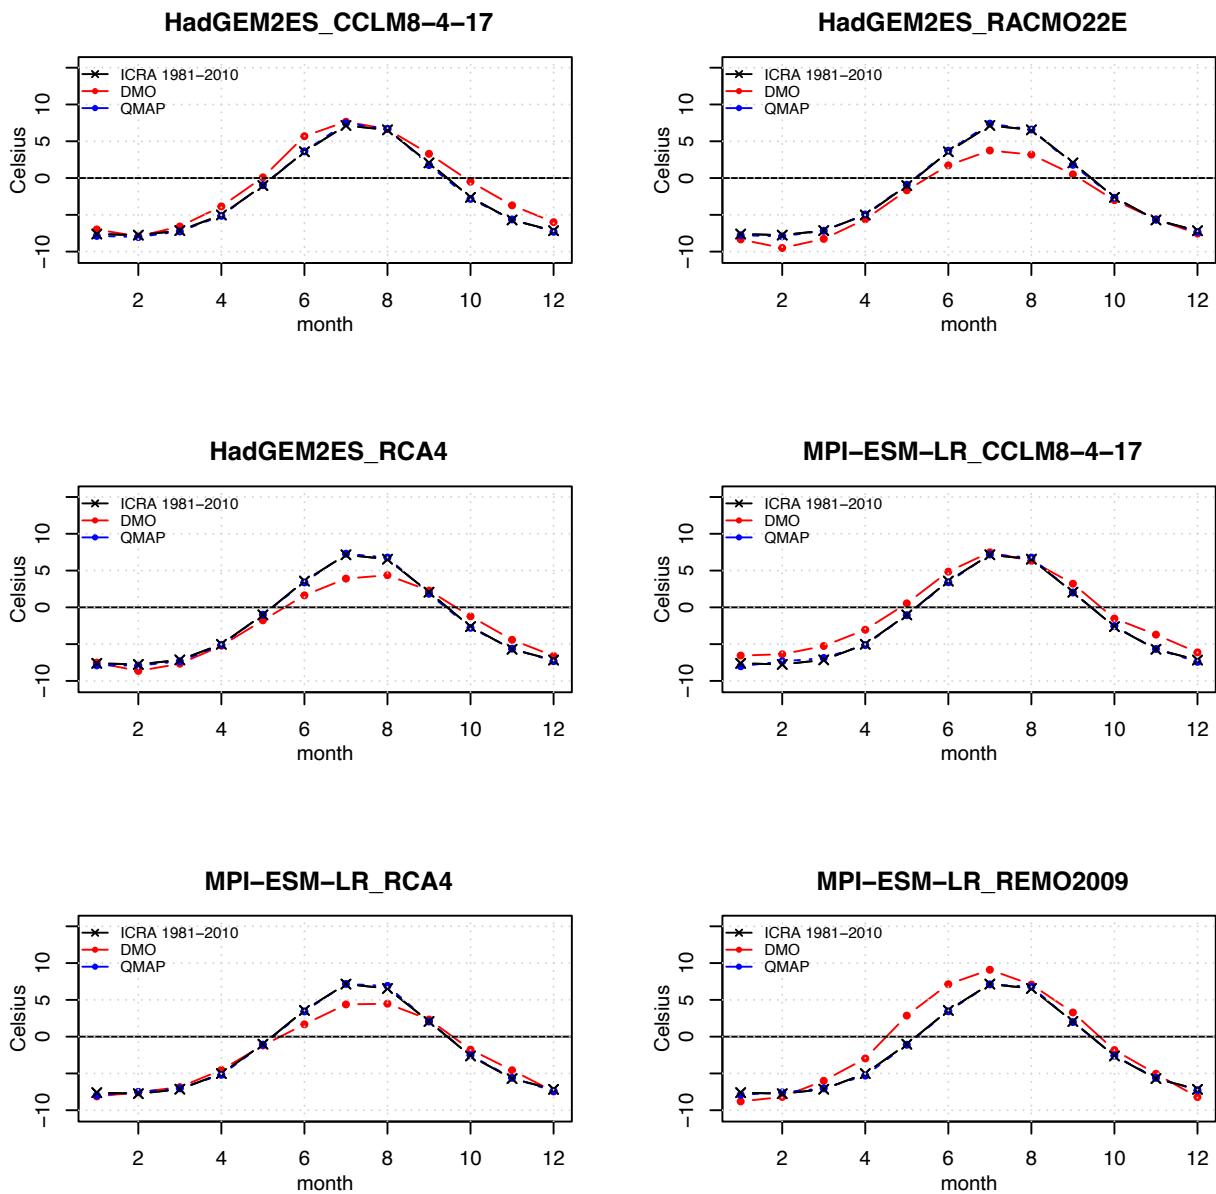 HadGEM2ES_CCLM8−4−17
ICRA 1981−2010
DMO
QMAP
Celsius
10
5
0
−10
2 4 6 8 10 12
month
HadGEM2ES_RACMO22E
ICRA 1981−2010
DMO
QMAP
Celsius
10
5
0
−10
2 4 6 8 10 12
month
HadGEM2ES_RCA4
ICRA 1981−2010
DMO
QMAP
Celsius
10
5
0
−10
2 4 6 8 10 12
month
MPI−ESM−LR_CCLM8−4−17
ICRA 1981−2010
DMO
QMAP
Celsius
10
5
0
−10
2 4 6 8 10 12
month
MPI−ESM−LR_RCA4
ICRA 1981−2010
DMO
QMAP
Celsius
10
5
0
−10
2 4 6 8 10 12
month
MPI−ESM−LR_REMO2009
ICRA 1981−2010
DMO
QMAP
Celsius
10
5
0
−10
2 4 6 8 10 12
month